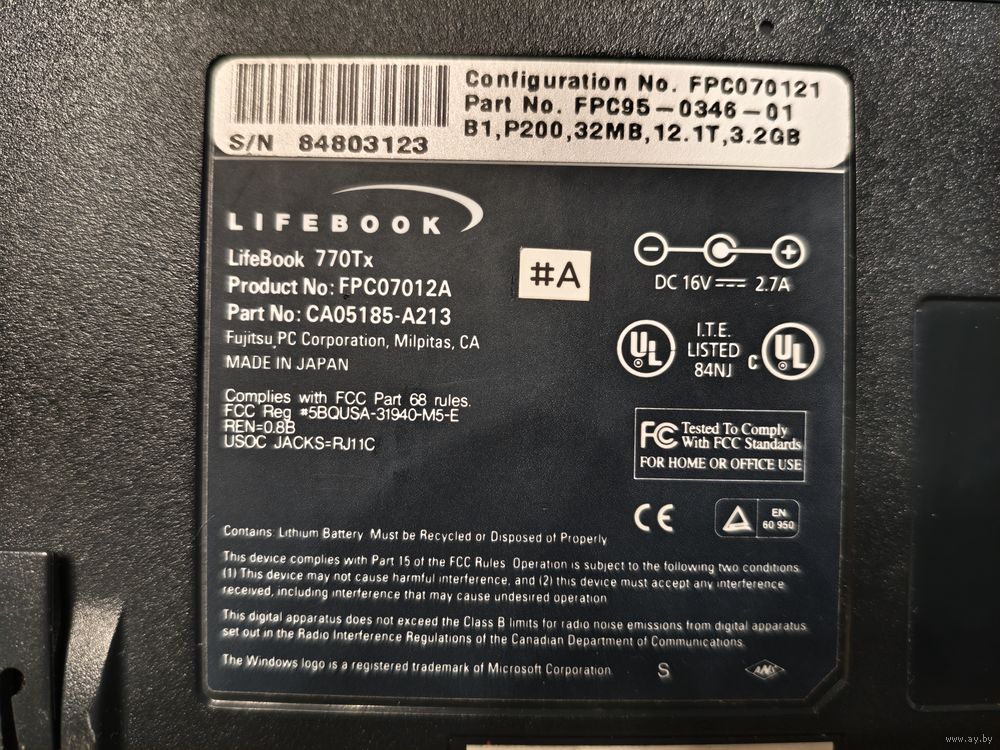 Configuration No. FPC070121
Part No. FPC95-0346-01
B1,P200,32MB,12.1T,3.2GB
S/N 84803123
LIFEBOOK
LifeBook 770Tx
Product No: FPC07012A
Part No: CA05185-A213
Fujitsu PC Corporation, Milpitas, CA
MADE IN JAPAN
#A
DC 16V 2.7A
UL
I.T.E.
LISTED
84NJ
c UL
Complies with FCC Part 68 rules.
FCC Reg #5BQUSA-31940-M5-E
REN=0.8B
USOC JACKS=RJ11C
FC Tested To Comply
With FCC Standards
FOR HOME OR OFFICE USE
CE
EN
60 950
Contains Lithium Battery Must be Recycled or Disposed of Properly
This device complies with Part 15 of the FCC Rules Operation is subject to the following two conditions
(1) This device may not cause harmful interference, and (2) this device must accept any interference
received, including interference that may cause undesired operation
This digital apparatus does not exceed the Class B limits for radio noise emissions from digital apparatus
set out in the Radio Interference Regulations of the Canadian Department of Communications.
The Windows logo is a registered trademark of Microsoft Corporation
S
ANS
www.ay.by